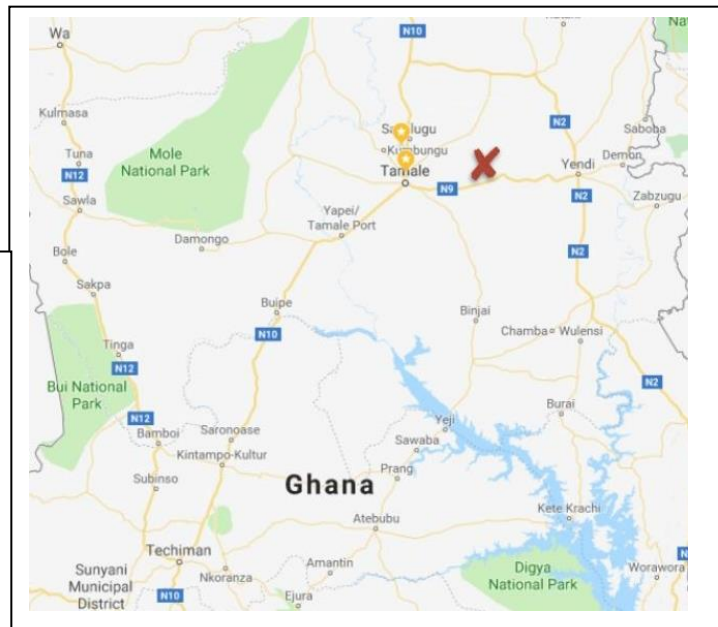 Wa
N10
Na
Kulmasa
N2
Saboba
Kumbungu
Tuna
Mole
National Park
Yendi
Demon
N12
Tamale
N9
Zabzugu
Sawla
N2
Yapei/
Tamale Port
Bole
Damongo
N2
Sakpa
Buipe
Binjai
Tinga
N10
Chamba
Wulensi
N12
N2
Bui National
Park
N12
Burai
Bamboi
Saronoase
Yeji
Sawaba
Kintampo-Kultur
Subinso
Prang
Ghana
Kete Krachi
Atebubu
Techiman
Sunyani
Municipal
District
Nkoranza
Amantin
Digya
National Park
Worawora
N10
Ejura